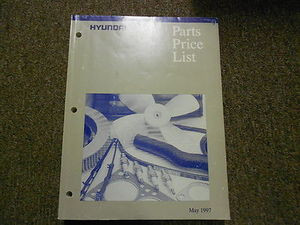 HYUNDAI
Parts
Price
List
May 1997